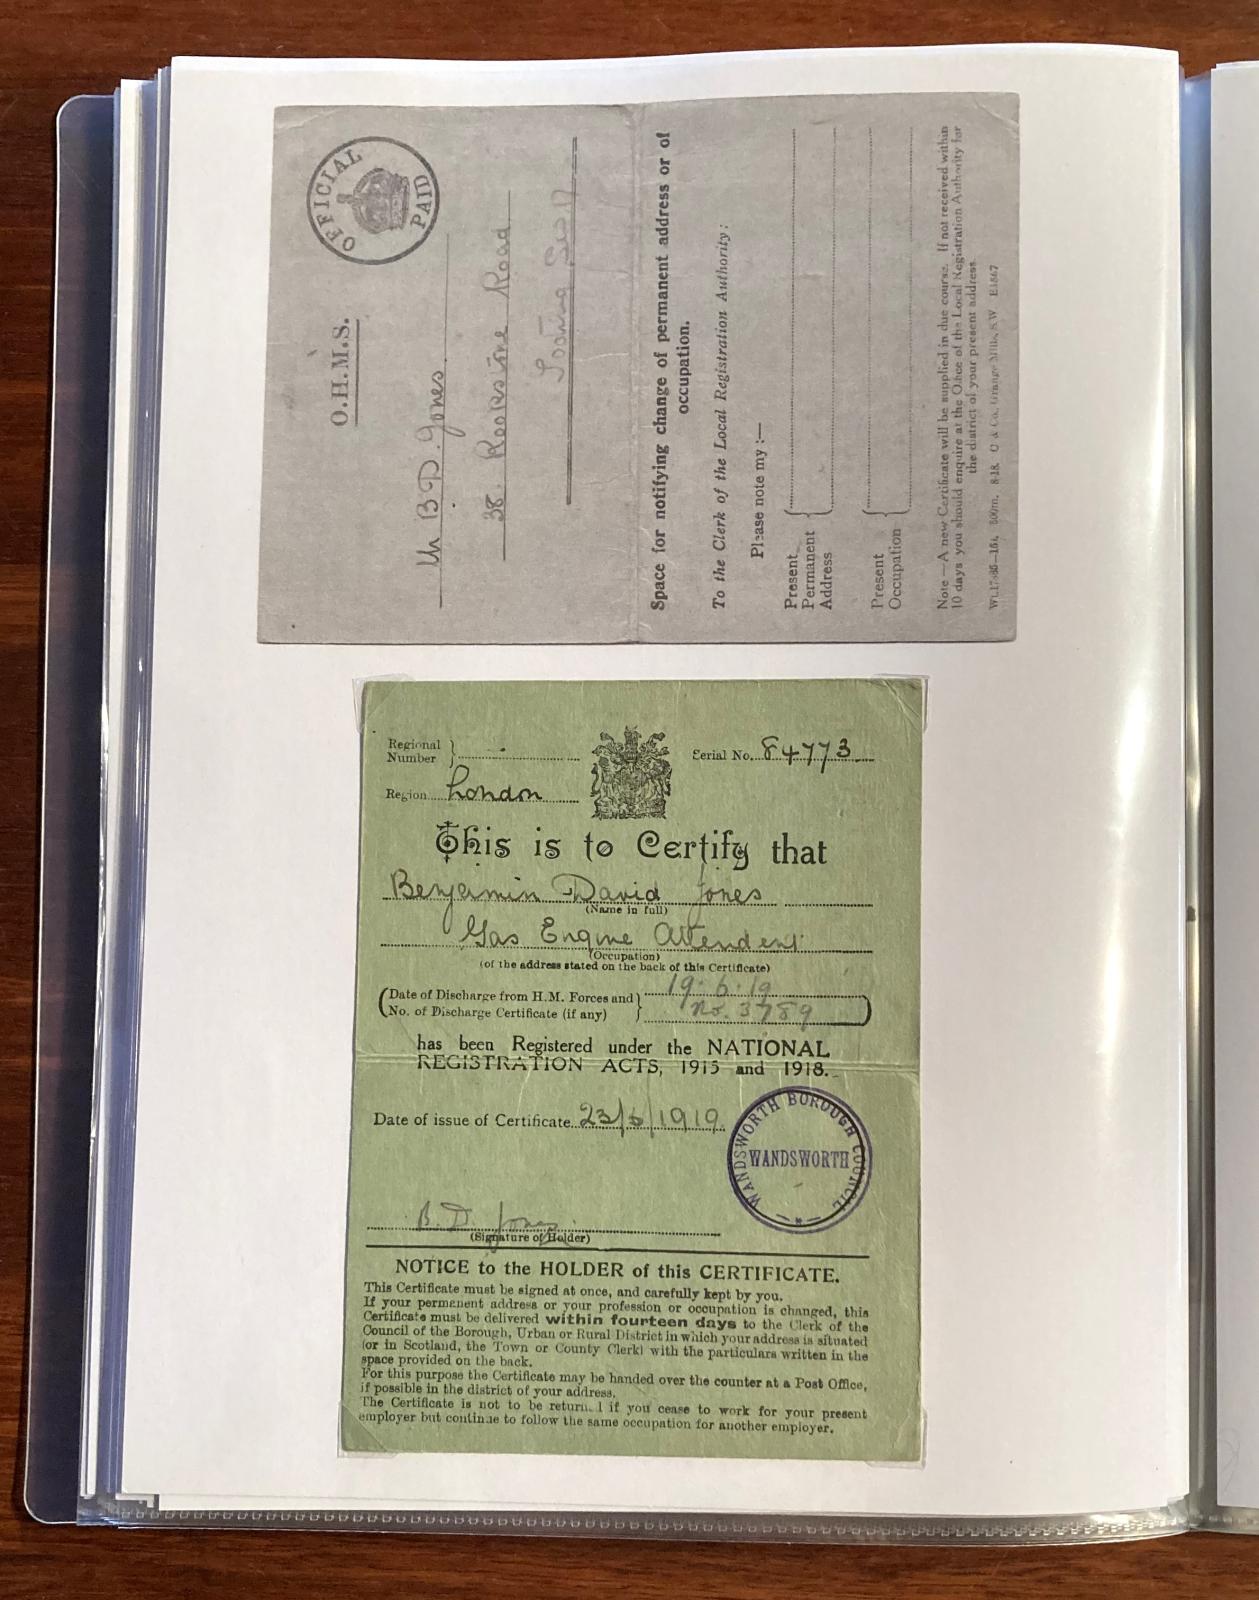 OFFICIAL
PAID
O.H.M.S.
Mr B.D. Jones.
38. Rookstone Road
Tooting S.W.17
Space for notifying change of permanent address or of
occupation.
To the Clerk of the Local Registration Authority:
Please note my :—
Present
Permanent
Address
Present
Occupation
Note —A new Certificate will be supplied in due course. If not received within
10 days you should enquire at the Office of the Local Registration Authority for
the district of your present address.
500m. 8-18. Grange Mills, S.W. E1867
Regional
Number
Serial No. 84773
Region London
This is to Certify that
Benjamin David Jones
(Name in full)
Gas Engine Attendent
(Occupation)
(of the address stated on the back of this Certificate)
Date of Discharge from H.M. Forces and
No. of Discharge Certificate (if any)
19.6.19
No. 3789
has been Registered under the NATIONAL
REGISTRATION ACTS, 1915 and 1918.
Date of issue of Certificate 23/6/1919
WANDSWORTH BOROUGH COUNCIL
WANDSWORTH
B. D. Jones
(Signature of Holder)
NOTICE to the HOLDER of this CERTIFICATE.
This Certificate must be signed at once, and carefully kept by you.
If your permanent address or your profession or occupation is changed, this
Certificate must be delivered within fourteen days to the Clerk of the
Council of the Borough, Urban or Rural District in which your address is situated
(or in Scotland, the Town or County Clerk) with the particulars written in the
space provided on the back.
For this purpose the Certificate may be handed over the counter at a Post Office,
if possible in the district of your address.
The Certificate is not to be return d if you cease to work for your present
employer but continue to follow the same occupation for another employer.